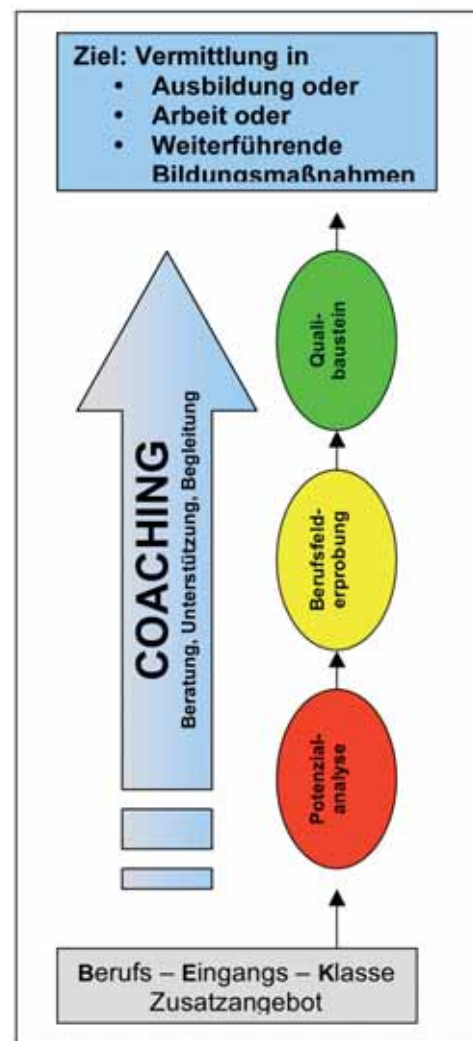 Ziel: Vermittlung in
• Ausbildung oder
• Arbeit oder
• Weiterführende
Bildungsmaßnahmen
COACHING
Beratung, Unterstützung, Begleitung
Quali-
baustein
Berufsfeld-
erprobung
Potenzial-
analyse
Berufs – Eingangs – Klasse
Zusatzangebot